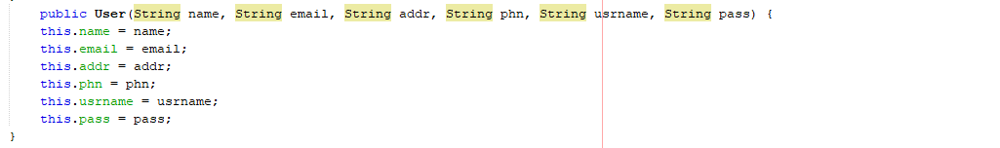 public User(String name, String email, String addr, String phn, String usrname, String pass) {
this.name = name;
this.email = email;
this.addr = addr;
this.phn = phn;
this.usrname = usrname;
this.pass = pass;
}